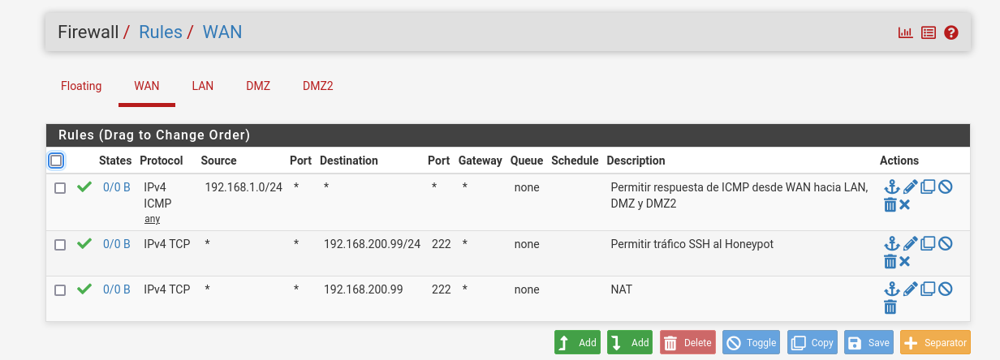 Firewall / Rules / WAN
Floating WAN LAN DMZ DMZ2
Rules (Drag to Change Order)
States Protocol Source Port Destination Port Gateway Queue Schedule Description Actions
0/0 B IPv4 192.168.1.0/24 * * * * none Permitir respuesta de ICMP desde WAN hacia LAN,
ICMP DMZ y DMZ2
any
0/0 B IPv4 TCP * * 192.168.200.99/24 222 * none Permitir tráfico SSH al Honeypot
0/0 B IPv4 TCP * * 192.168.200.99 222 * none NAT
Add Add Delete Toggle Copy Save Separator